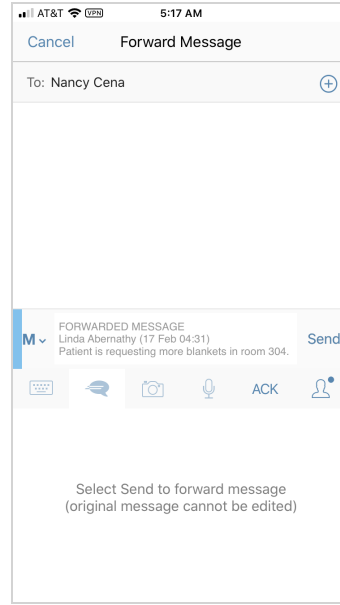 AT&T VPN 5:17 AM
Cancel Forward Message
To: Nancy Cena
FORWARDED MESSAGE
M Linda Abernathy (17 Feb 04:31) Send
Patient is requesting more blankets in room 304.
ACK
Select Send to forward message
(original message cannot be edited)